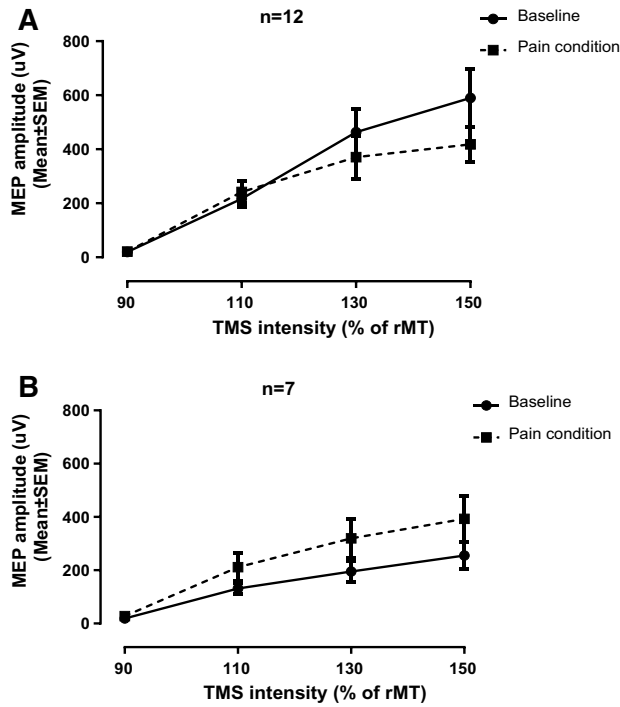 A
n=12
Baseline
Pain condition
MEP amplitude (uV)
(Mean±SEM)
800
600
400
200
0
90 110 130 150
TMS intensity (% of rMT)
B
n=7
Baseline
Pain condition
MEP amplitude (uV)
(Mean±SEM)
800
600
400
200
0
90 110 130 150
TMS intensity (% of rMT)